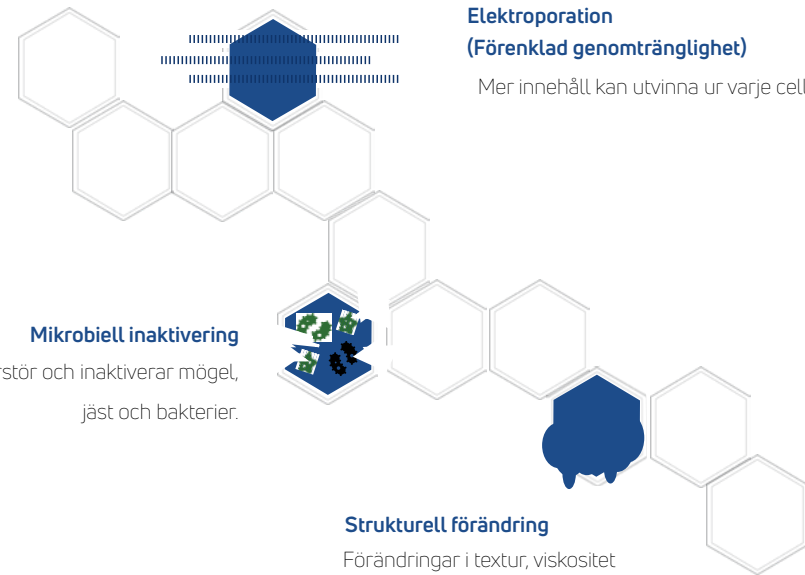 Elektroporation
(Förenklad genomtränglighet)
Mer innehåll kan utvinna ur varje cell
Mikrobiell inaktivering
rstör och inaktiverar mögel,
jäst och bakterier.
Strukturell förändring
Förändringar i textur, viskositet